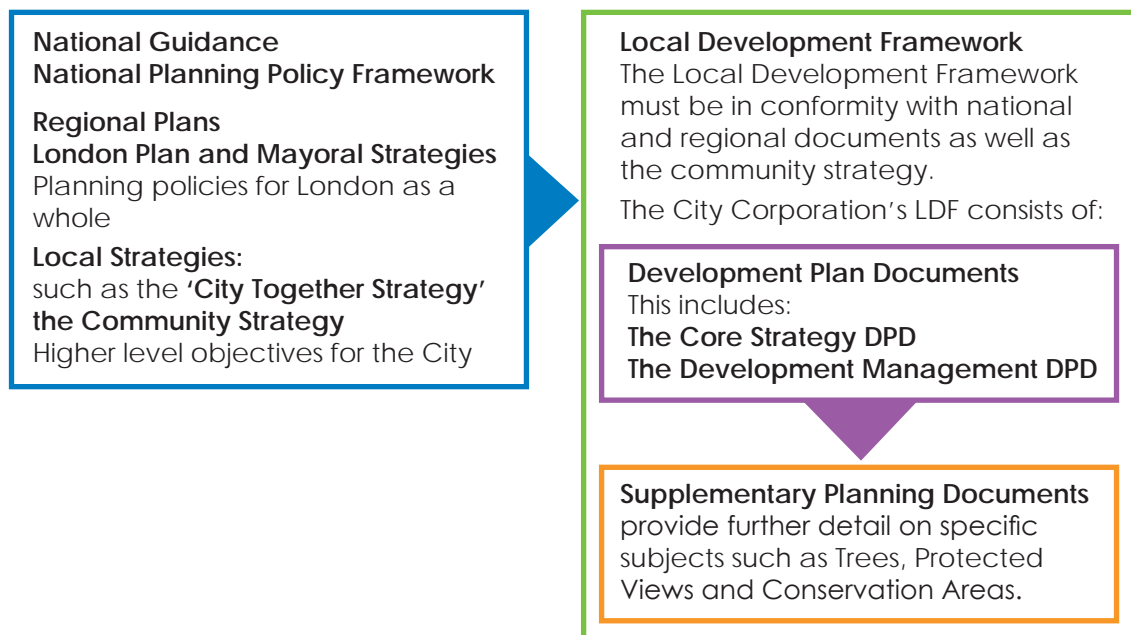 National Guidance
National Planning Policy Framework
Regional Plans
London Plan and Mayoral Strategies
Planning policies for London as a
whole
Local Strategies:
such as the ‘City Together Strategy’
the Community Strategy
Higher level objectives for the City
Local Development Framework
The Local Development Framework
must be in conformity with national
and regional documents as well as
the community strategy.
The City Corporation’s LDF consists of:
Development Plan Documents
This includes:
The Core Strategy DPD
The Development Management DPD
Supplementary Planning Documents
provide further detail on specific
subjects such as Trees, Protected
Views and Conservation Areas.